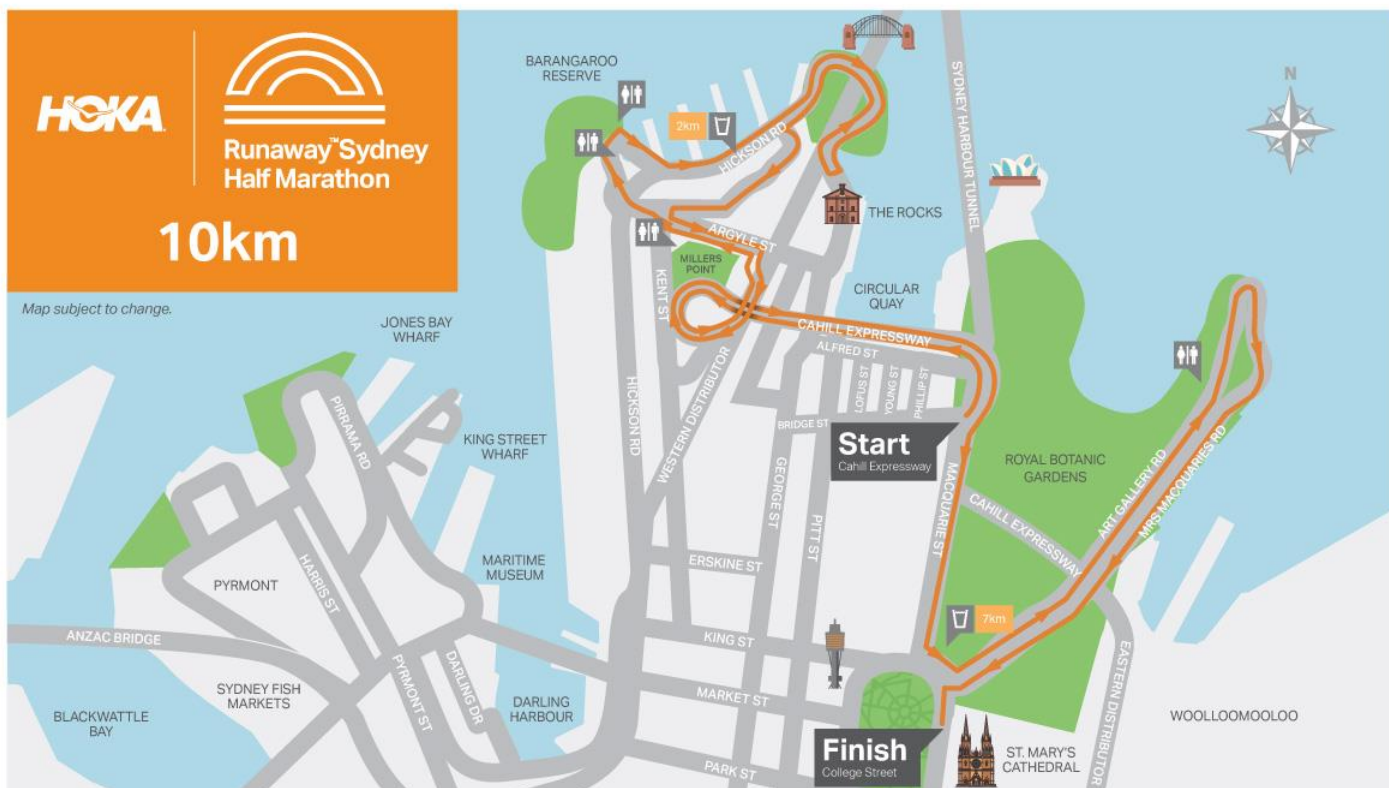 HOKA
Runaway™Sydney
Half Marathon
10km
Map subject to change.
BARANGAROO
RESERVE
2km
HICKSON RD
SYDNEY HARBOUR TUNNEL
N
THE ROCKS
ARGYLE ST
MILLERS
POINT
KENT ST
CIRCULAR
QUAY
CAHILL EXPRESSWAY
ALFRED ST
LOFUS ST
YOUNG ST
PHILLIP ST
BRIDGE ST
Start
Cahill Expressway
JONES BAY
WHARF
PIRRAMA RD
KING STREET
WHARF
HICKSON RD
WESTERN DISTRIBUTOR
GEORGE ST
PITT ST
MACQUARIE ST
ROYAL BOTANIC
GARDENS
CAHILL EXPRESSWAY
ART GALLERY RD
MRS MACQUARIES RD
MARITIME
MUSEUM
ERSKINE ST
PYRMONT
HARRIS ST
7km
ANZAC BRIDGE
KING ST
EASTERN DISTRIBUTOR
SYDNEY FISH
MARKETS
PYRMONT ST
DARLING DR
MARKET ST
BLACKWATTLE
BAY
DARLING
HARBOUR
WOOLLOOMOOLOO
Finish
College Street
ST. MARY'S
CATHEDRAL
PARK ST